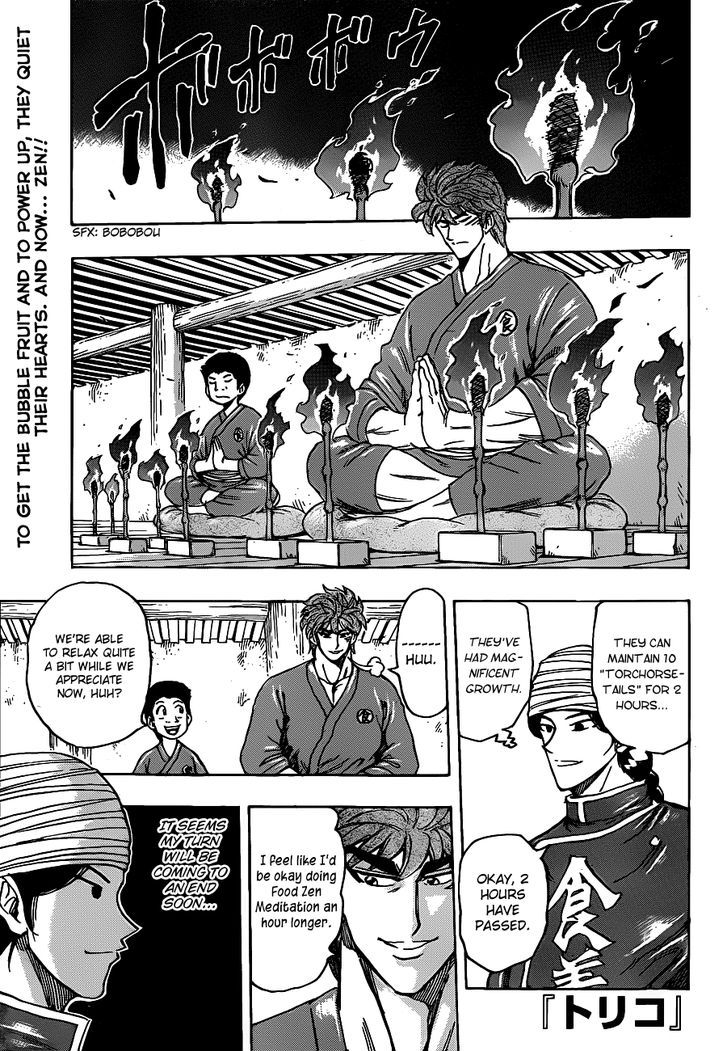 TO GET THE BUBBLE FRUIT AND TO POWER UP, THEY QUIET
THEIR HEARTS. AND NOW... ZEN!!
ボボボウ
SFX: BOBOBOU
食
食
THEY CAN
MAINTAIN 10
"TORCHORSE-
TAILS" FOR 2
HOURS...
THEY'VE
HAD MAG-
NIFICENT
GROWTH.
OKAY, 2
HOURS
HAVE
PASSED.
食
義
------
HUU.
食
WE'RE ABLE
TO RELAX QUITE
A BIT WHILE WE
APPRECIATE
NOW, HUH?
I feel like I'd
be okay doing
Food Zen
Meditation an
hour longer.
IT SEEMS
MY TURN
WILL BE
COMING TO
AN END
SOON...
『トリコ』